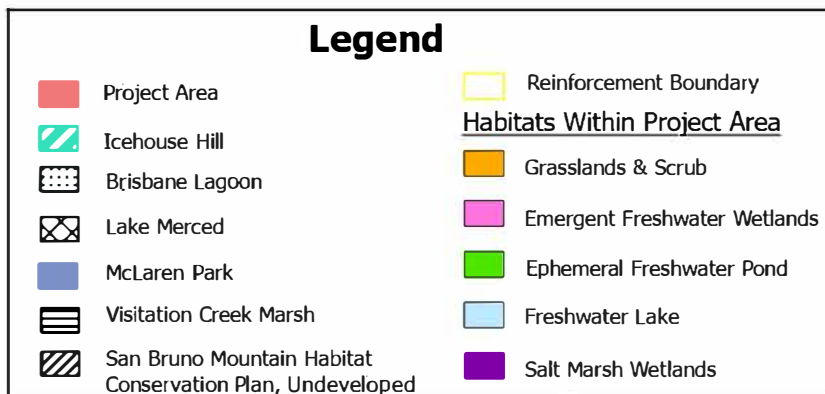 Legend
Project Area
Icehouse Hill
Brisbane Lagoon
Lake Merced
McLaren Park
Visitation Creek Marsh
San Bruno Mountain Habitat
Conservation Plan, Undeveloped
Reinforcement Boundary
Habitats Within Project Area
Grasslands & Scrub
Emergent Freshwater Wetlands
Ephemeral Freshwater Pond
Freshwater Lake
Salt Marsh Wetlands